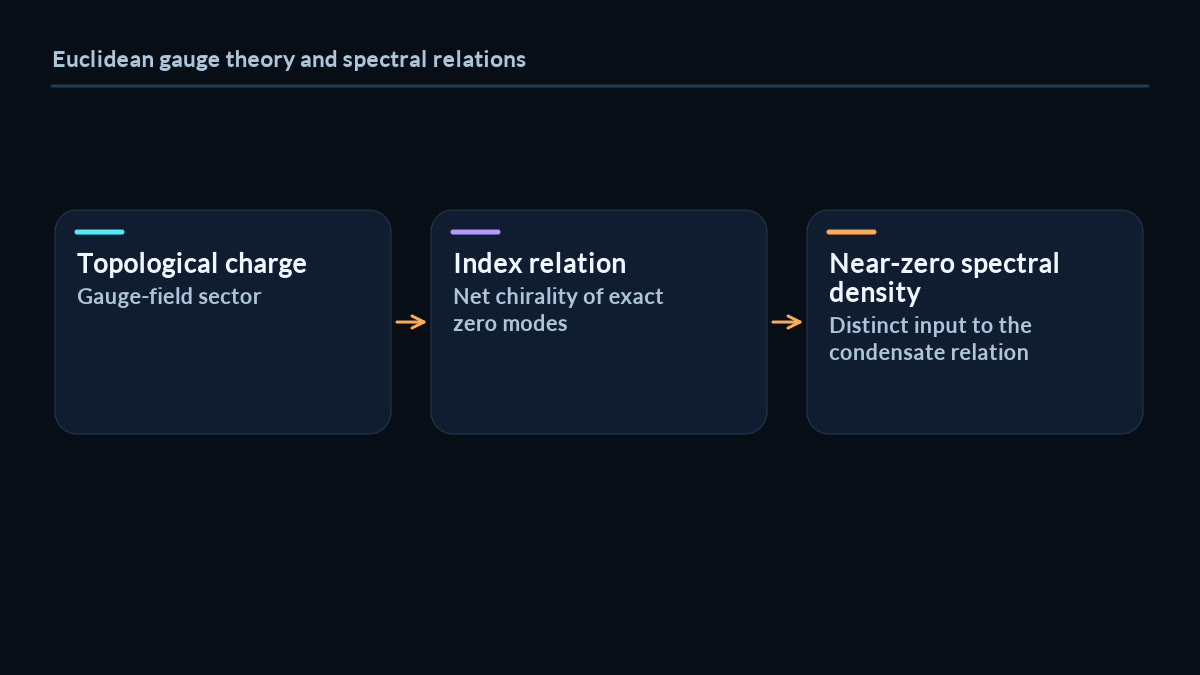 Euclidean gauge theory and spectral relations
Topological charge
Gauge-field sector
Index relation
Net chirality of exact
zero modes
Near-zero spectral
density
Distinct input to the
condensate relation